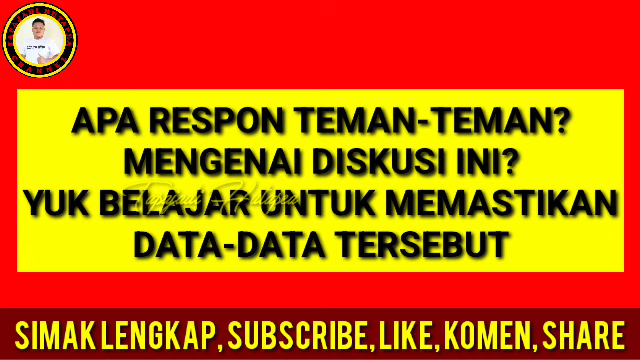 APA RESPON TEMAN-TEMAN?
MENGENAI DISKUSI INI?
YUK BELAJAR UNTUK MEMASTIKAN
DATA-DATA TERSEBUT
SIMAK LENGKAP, SUBSCRIBE, LIKE, KOMEN, SHARE